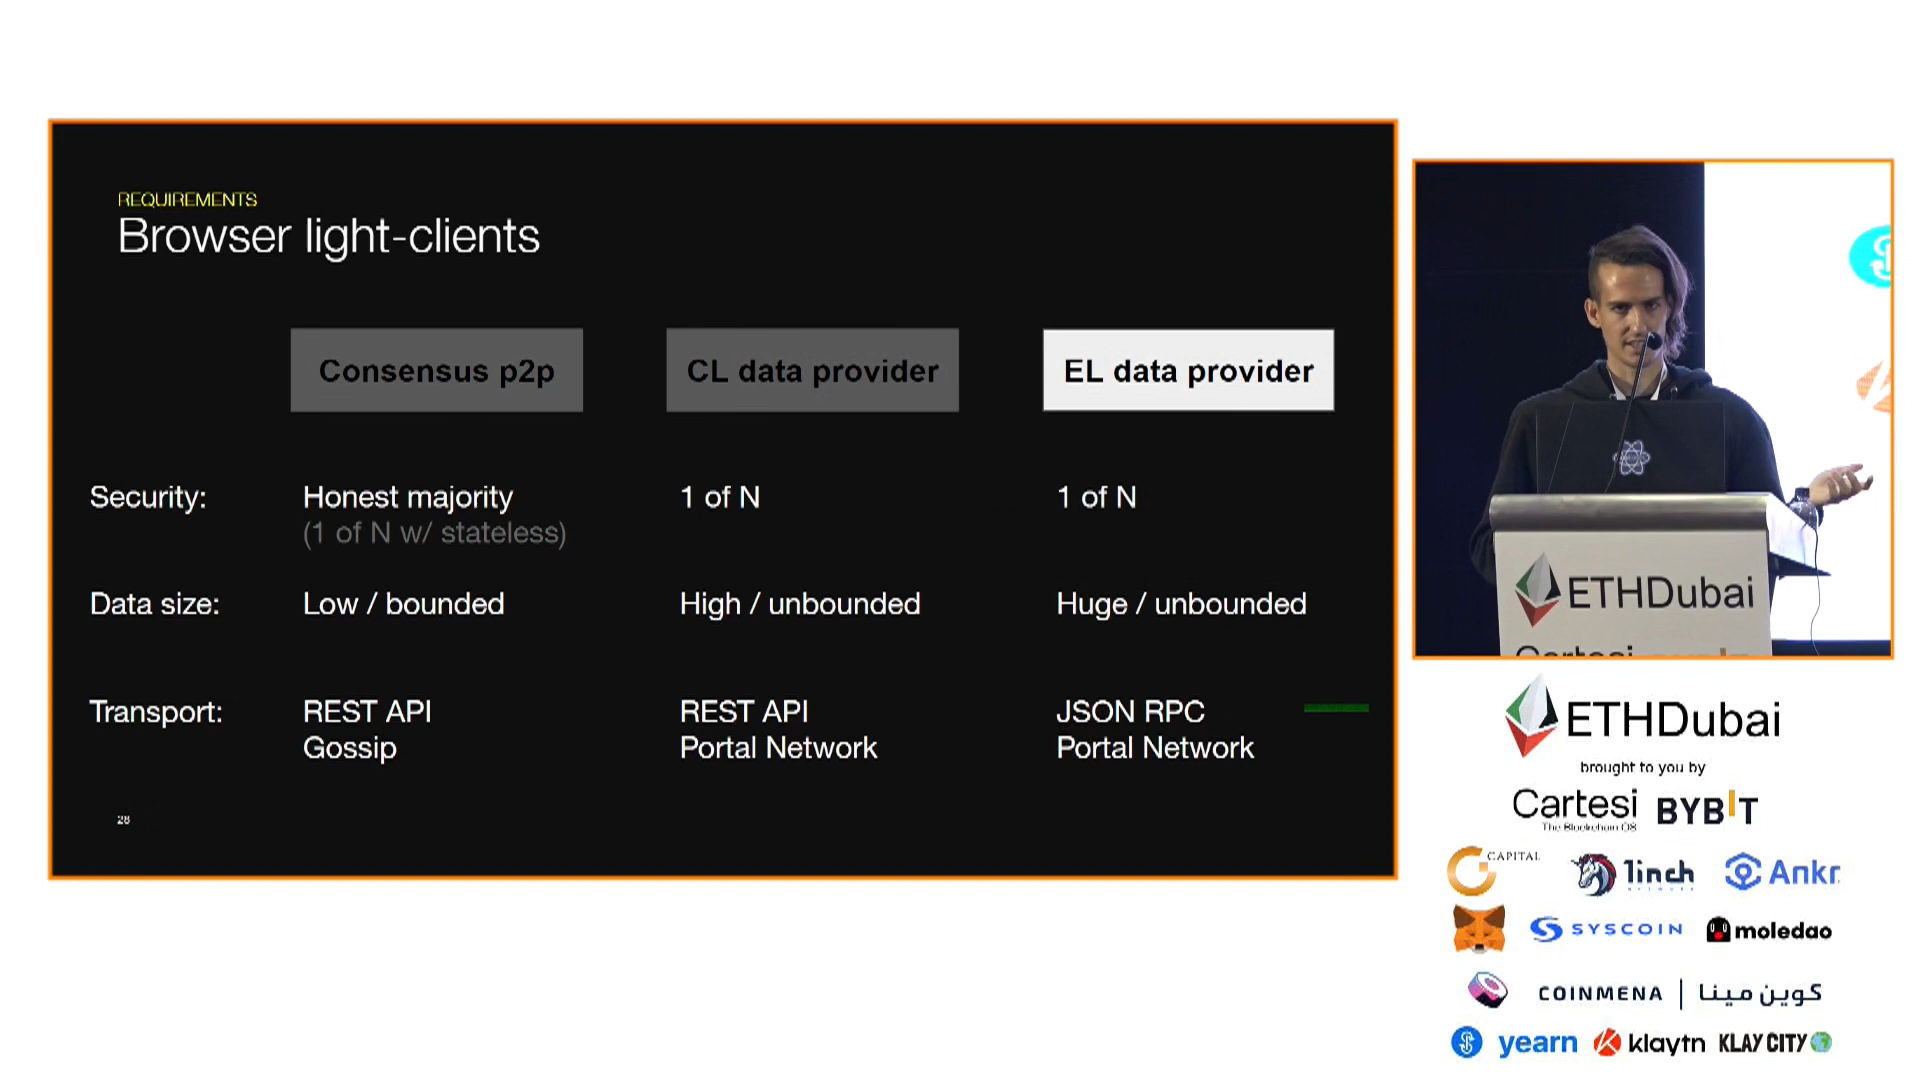 REQUIREMENTS
Browser light-clients
Consensus p2p
CL data provider
EL data provider
Security:
Honest majority
(1 of N w/ stateless)
1 of N
1 of N
Data size:
Low / bounded
High / unbounded
Huge / unbounded
Transport:
REST API
Gossip
REST API
Portal Network
JSON RPC
Portal Network
28
ETHDubai
Cartesi
ETHDubai
brought to you by
Cartesi
The Blockchain OS
BYBIT
CAPITAL
1inch
NETWORK
Ankr
SYSCOIN
moledao
COINMENA | كوين مينا
yearn
klaytn
KLAY CITY